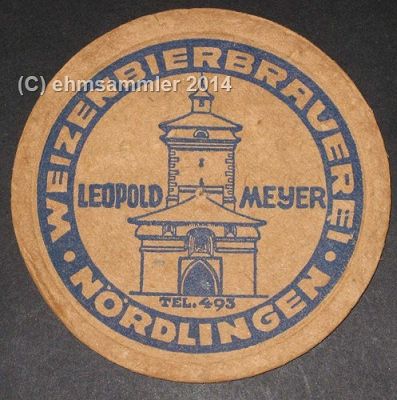 (C) ehmsammler 2014
WEIZENBIERBRAUEREI
LEOPOLD MEYER
TEL. 493
· NÖRDLINGEN ·